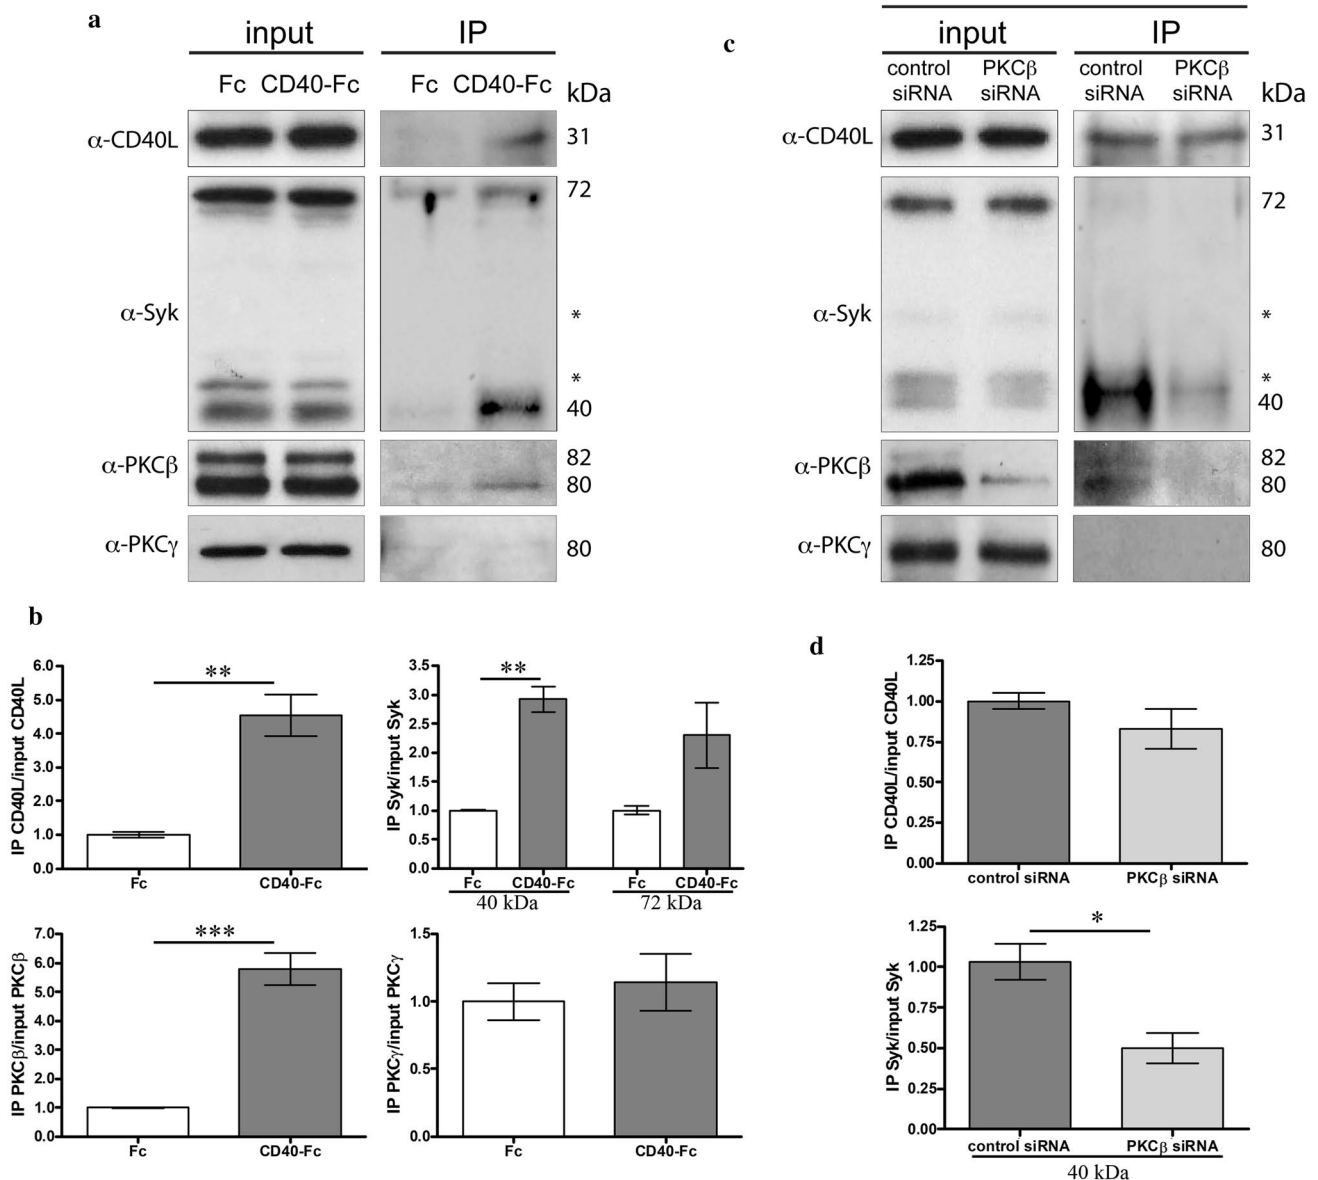 a
input IP
Fc CD40-Fc Fc CD40-Fc kDa
α-CD40L 31
72
α-Syk *
*
40
α-PKCβ 82
80
α-PKCγ 80
c
input IP
control siRNA PKCβ siRNA control siRNA PKCβ siRNA kDa
α-CD40L 31
72
α-Syk *
*
40
α-PKCβ 82
80
α-PKCγ 80
b
IP CD40L/input CD40L
6.0
5.0
4.0
3.0
2.0
1.0
0.0
**
Fc CD40-Fc
IP Syk/input Syk
3.5
3.0
2.5
2.0
1.5
1.0
0.5
0.0
**
Fc CD40-Fc Fc CD40-Fc
40 kDa 72 kDa
IP PKCβ/input PKCβ
7.0
6.0
5.0
4.0
3.0
2.0
1.0
0.0
***
Fc CD40-Fc
IP PKCγ/input PKCγ
1.5
1.0
0.5
0.0
Fc CD40-Fc
d
IP CD40L/input CD40L
1.25
1.00
0.75
0.50
0.25
0.00
control siRNA PKCβ siRNA
IP Syk/input Syk
1.25
1.00
0.75
0.50
0.25
0.00
*
control siRNA PKCβ siRNA
40 kDa